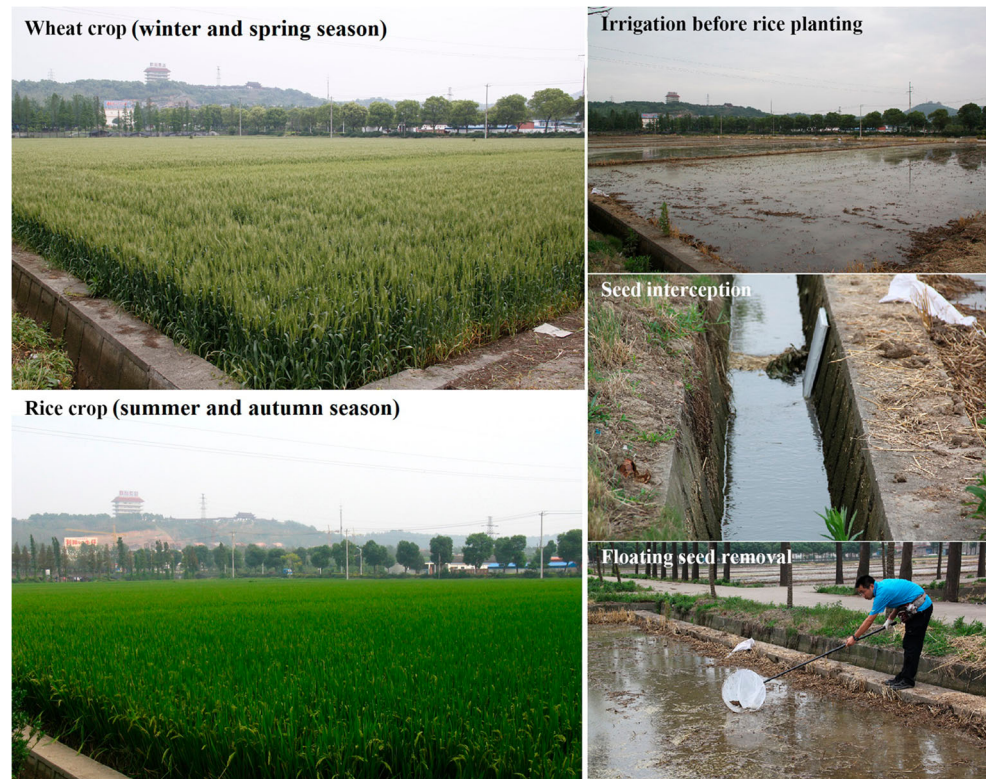 Wheat crop (winter and spring season)
Rice crop (summer and autumn season)
Irrigation before rice planting
Seed interception
Floating seed removal